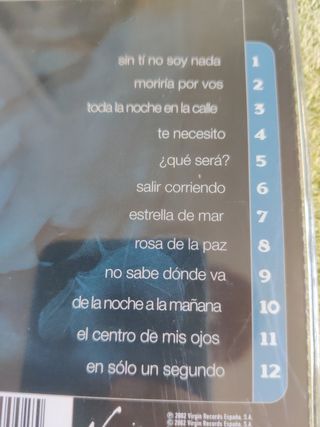 sin tí no soy nada 1
moriría por vos 2
toda la noche en la calle 3
te necesito 4
¿qué será? 5
salir corriendo 6
estrella de mar 7
rosa de la paz 8
no sabe dónde va 9
de la noche a la mañana 10
el centro de mis ojos 11
en sólo un segundo 12
℗ 2002 Virgin Records España, S.A.
© 2002 Virgin Records España, S.A.